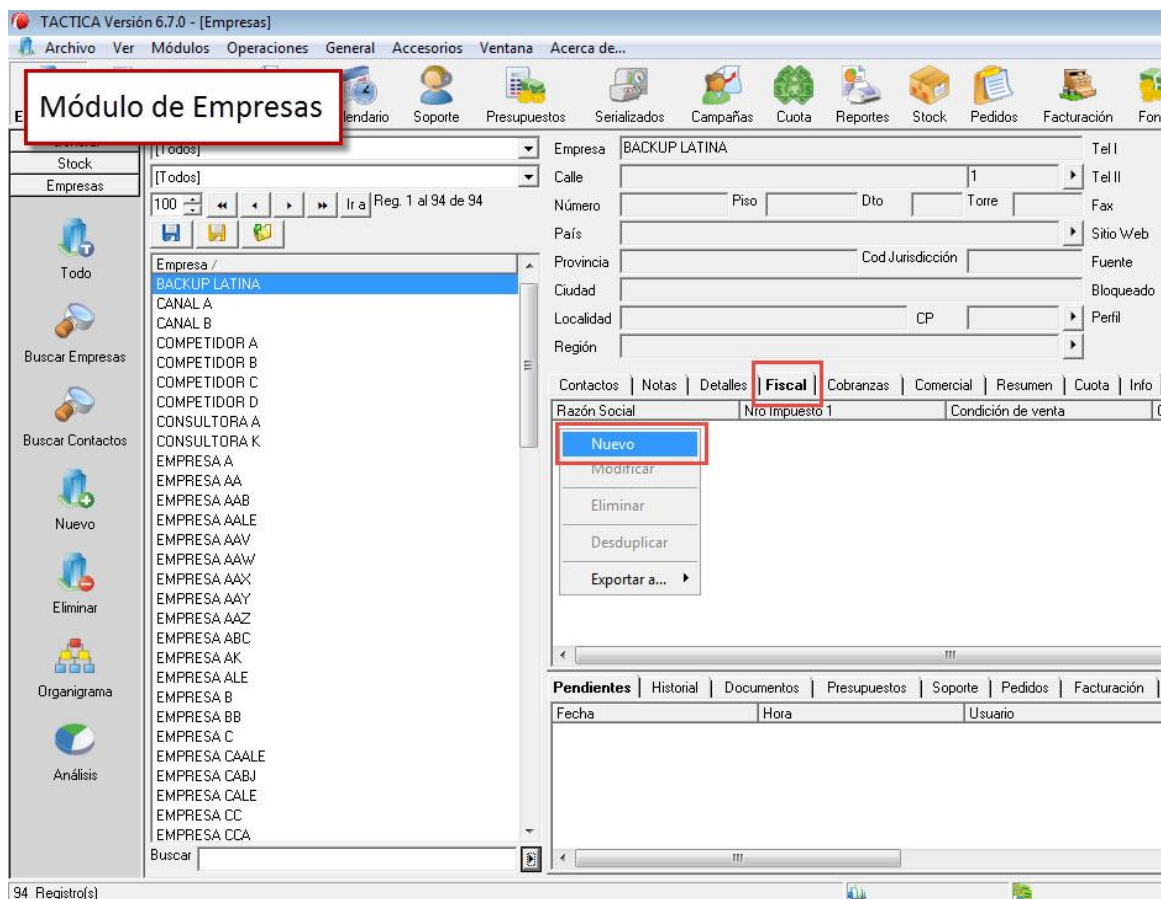 TACTICA Versión 6.7.0 - [Empresas]
Archivo Ver Módulos Operaciones General Accesorios Ventana Acerca de...
Módulo de Empresas
Soporte Presupuestos Serializados Campañas Cuota Reportes Stock Pedidos Facturación
Stock
Empresas
Todo
Buscar Empresas
Buscar Contactos
Nuevo
Eliminar
Organigrama
Análisis
[Todos]
[Todos]
100 Ir a Reg. 1 al 94 de 94
Empresa /
BACKUP LATINA
CANAL A
CANAL B
COMPETIDOR A
COMPETIDOR B
COMPETIDOR C
COMPETIDOR D
CONSULTORA A
CONSULTORA K
EMPRESA A
EMPRESA AA
EMPRESA AAB
EMPRESA AALE
EMPRESA AAV
EMPRESA AAW
EMPRESA AAX
EMPRESA AAY
EMPRESA AAZ
EMPRESA ABC
EMPRESA AK
EMPRESA ALE
EMPRESA B
EMPRESA BB
EMPRESA C
EMPRESA CAALE
EMPRESA CABJ
EMPRESA CALE
EMPRESA CC
EMPRESA CCA
Buscar
Empresa BACKUP LATINA Tel I
Calle 1 Tel II
Número Piso Dto Torre Fax
País Sitio Web
Provincia Cod Jurisdicción Fuente
Ciudad Bloqueado
Localidad CP Perfil
Región
Contactos Notas Detalles Fiscal Cobranzas Comercial Resumen Cuota Info
Razón Social Nro Impuesto 1 Condición de venta
Nuevo
Modificar
Eliminar
Desduplicar
Exportar a...
Pendientes Historial Documentos Presupuestos Soporte Pedidos Facturación
Fecha Hora Usuario
94 Registro(s)